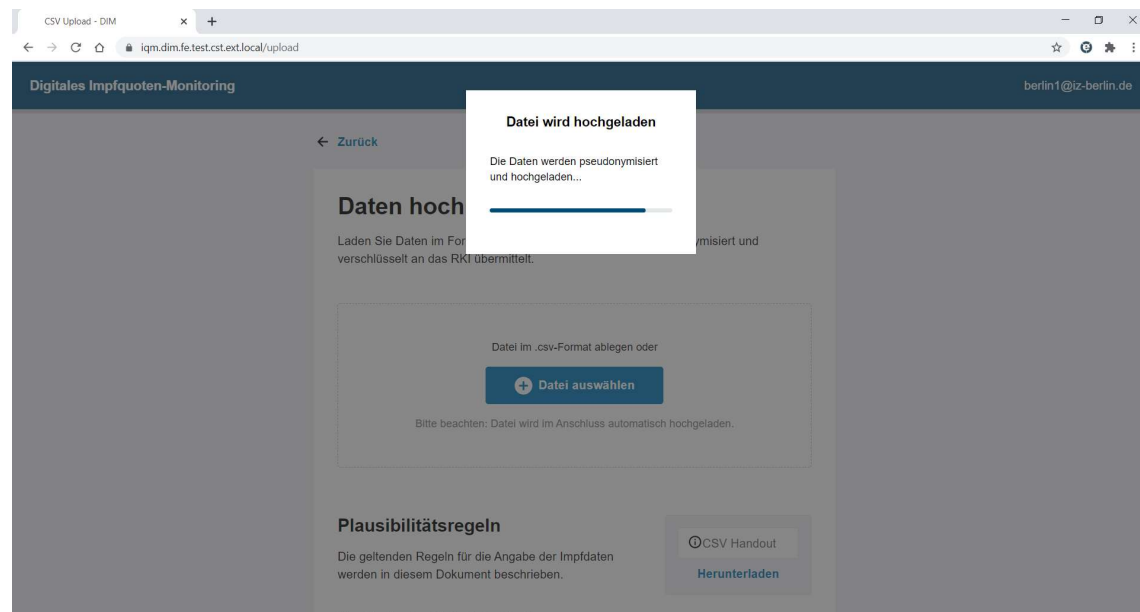 CSV Upload - DIM
iqm.dim.fe.test.cst.ext.local/upload
Digitales Impfquoten-Monitoring
berlin1@iz-berlin.de
Datei wird hochgeladen
Die Daten werden pseudonymisiert
und hochgeladen...
Zurück
Daten hoch
Laden Sie Daten im For ymisiert und
verschlüsselt an das RKI übermittelt.
Datei im .csv-Format ablegen oder
Datei auswählen
Bitte beachten: Datei wird im Anschluss automatisch hochgeladen.
Plausibilitätsregeln
Die geltenden Regeln für die Angabe der Impfdaten
werden in diesem Dokument beschrieben.
CSV Handout
Herunterladen